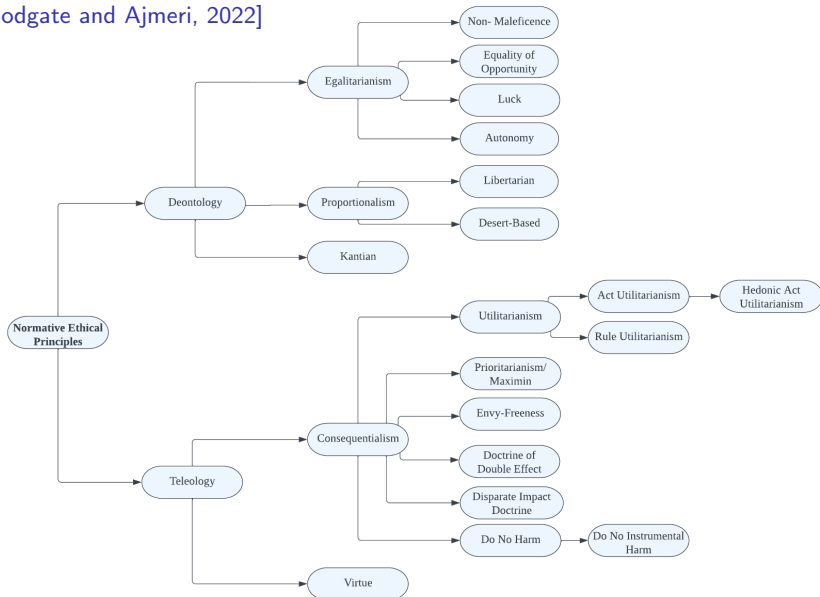 odgate and Ajmeri, 2022]
Non- Maleficence
Equality of
Opportunity
Egalitarianism
Luck
Autonomy
Libertarian
Deontology
Proportionalism
Desert-Based
Kantian
Normative Ethical
Principles
Utilitarianism
Act Utilitarianism
Hedonic Act
Utilitarianism
Rule Utilitarianism
Prioritarianism/
Maximin
Envy-Freeness
Consequentialism
Doctrine of
Double Effect
Teleology
Disparate Impact
Doctrine
Do No Harm
Do No Instrumental
Harm
Virtue